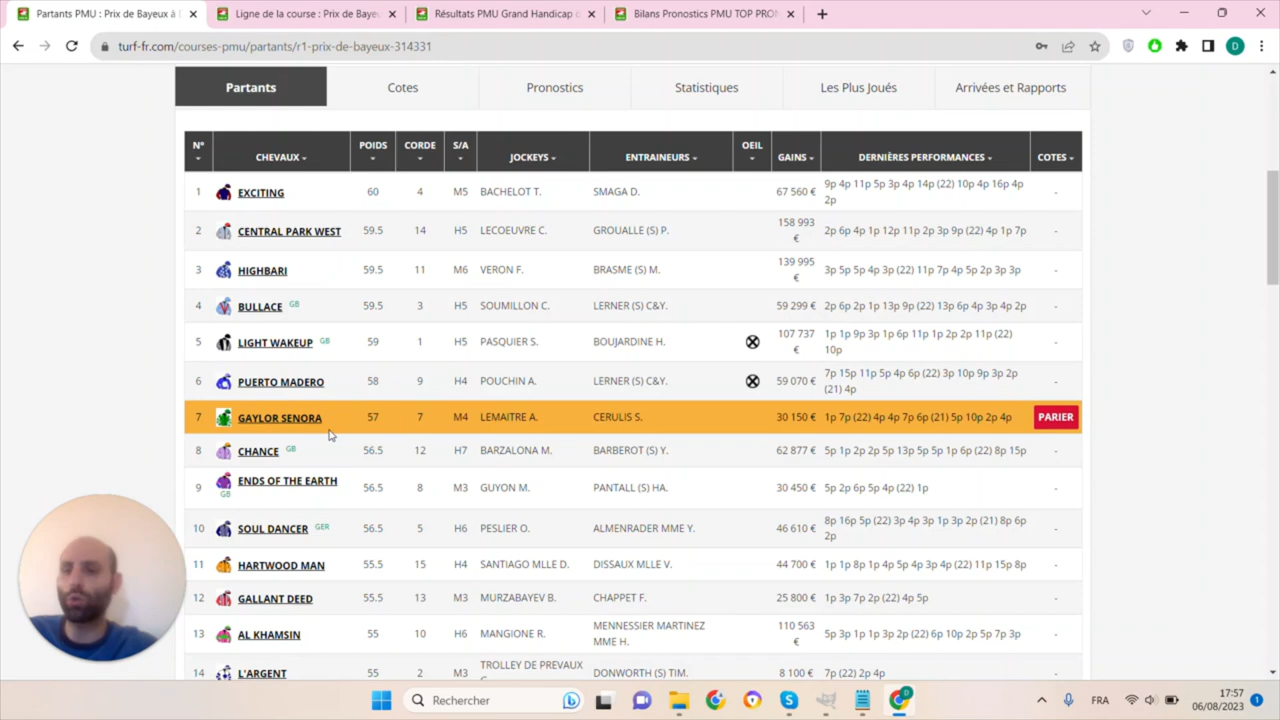 Partants PMU : Prix de Bayeux à D
Ligne de la course : Prix de Baye
Résultats PMU Grand Handicap d
Bilans Pronostics PMU TOP PRON
turf-fr.com/courses-pmu/partants/r1-prix-de-bayeux-314331
D
Partants Cotes Pronostics Statistiques Les Plus Joués Arrivées et Rapports
N° CHEVAUX POIDS CORDE S/A JOCKEYS ENTRAINEURS OEIL GAINS DERNIÈRES PERFORMANCES COTES
1 EXCITING 60 4 M5 BACHELOT T. SMAGA D. 67 560 € 9p 4p 11p 5p 3p 4p 14p (22) 10p 4p 16p 4p
2p -
2 CENTRAL PARK WEST 59.5 14 H5 LECOEUVRE C. GROUALLE (S) P. 158 993
€ 2p 6p 4p 1p 12p 11p 2p 3p 9p (22) 4p 1p 7p -
3 HIGHBARI 59.5 11 M6 VERON F. BRASME (S) M. 139 995
€ 3p 5p 5p 4p 3p (22) 11p 7p 4p 5p 2p 3p 3p -
4 BULLACE GB 59.5 3 H5 SOUMILLON C. LERNER (S) C&Y. 59 299 € 2p 6p 2p 1p 13p 9p (22) 13p 6p 4p 3p 4p 2p -
5 LIGHT WAKEUP GB 59 1 H5 PASQUIER S. BOUJARDINE H. 107 737
€ 1p 1p 9p 3p 1p 6p 11p 1p 2p 2p 11p (22)
10p -
6 PUERTO MADERO 58 9 H4 POUCHIN A. LERNER (S) C&Y. 59 070 € 7p 15p 11p 5p 4p 6p (22) 3p 10p 9p 3p 2p
(21) 4p -
7 GAYLOR SENORA 57 7 M4 LEMAITRE A. CERULIS S. 30 150 € 1p 7p (22) 4p 4p 7p 6p (21) 5p 10p 2p 4p PARIER
8 CHANCE GB 56.5 12 H7 BARZALONA M. BARBEROT (S) Y. 62 877 € 5p 1p 2p 2p 5p 13p 5p 5p 1p 6p (22) 8p 15p -
9 ENDS OF THE EARTH
GB 56.5 8 M3 GUYON M. PANTALL (S) HA. 30 450 € 5p 2p 6p 5p 4p (22) 1p -
10 SOUL DANCER GER 56.5 5 H6 PESLIER O. ALMENRADER MME Y. 46 610 € 8p 16p 5p (22) 3p 4p 3p 1p 3p 2p (21) 8p 6p
2p -
11 HARTWOOD MAN 55.5 15 H4 SANTIAGO MLLE D. DISSAUX MLLE V. 44 700 € 1p 1p 8p 1p 4p 5p 4p 3p 4p (22) 11p 15p 8p -
12 GALLANT DEED 55.5 13 M3 MURZABAYEV B. CHAPPET F. 25 800 € 1p 3p 7p 2p (22) 4p 5p -
13 AL KHAMSIN 55 10 H6 MANGIONE R. MENNESSIER MARTINEZ
MME H. 110 563
€ 5p 3p 1p 1p 3p 2p (22) 6p 10p 2p 5p 7p 3p -
14 L'ARGENT 55 2 M3 TROLLEY DE PREVAUX DONWORTH (S) TIM. 8 100 € 7p (22) 2p 4p -
Rechercher
FRA
17:57
06/08/2023